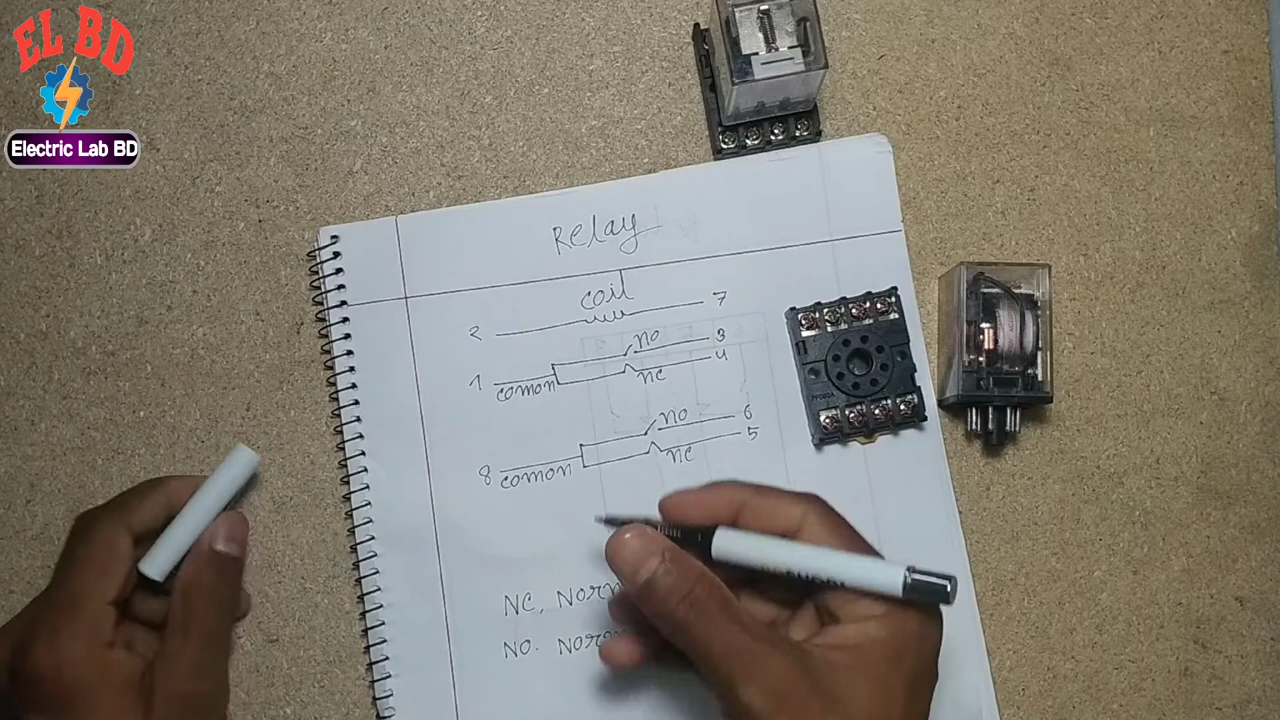 EL BD
Electric Lab BD
Relay
coil
2 7
NO 3
1 comon NC 4
NO 6
8 comon NC 5
NC, Norm
NO. Norm